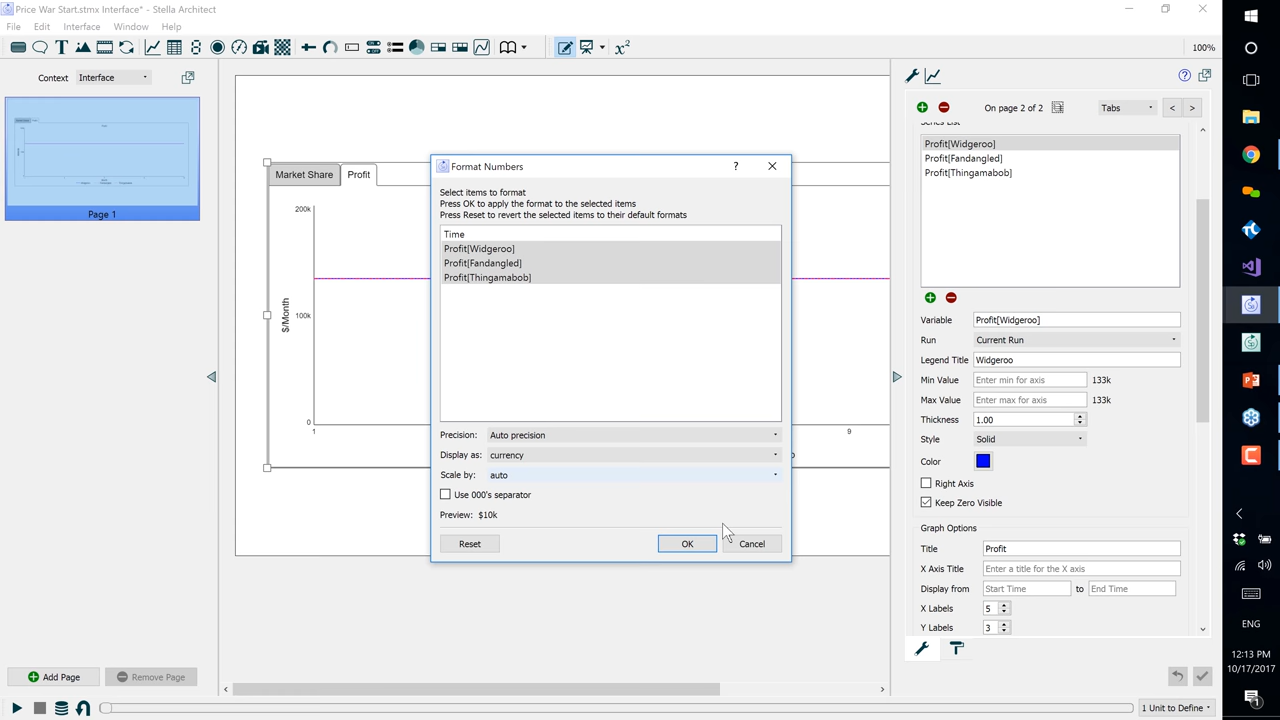 Price War Start.stmx Interface* - Stella Architect
File Edit Interface Window Help
100%
Context Interface
Page 1
Add Page
Remove Page
Market Share Profit
200k
100k
0
$/Month
1
9
Format Numbers
?
Select items to format
Press OK to apply the format to the selected items
Press Reset to revert the selected items to their default formats
Time
Profit[Widgeroo]
Profit[Fandangled]
Profit[Thingamabob]
Precision: Auto precision
Display as: currency
Scale by: auto
Use 000's separator
Preview: $10k
Reset OK Cancel
On page 2 of 2 Tabs < >
Profit[Widgeroo]
Profit[Fandangled]
Profit[Thingamabob]
Variable Profit[Widgeroo]
Run Current Run
Legend Title Widgeroo
Min Value Enter min for axis 133k
Max Value Enter max for axis 133k
Thickness 1.00
Style Solid
Color
Right Axis
Keep Zero Visible
Graph Options
Title Profit
X Axis Title Enter a title for the X axis
Display from Start Time to End Time
X Labels 5
Y Labels 3
1 Unit to Define
ENG
12:13 PM
10/17/2017